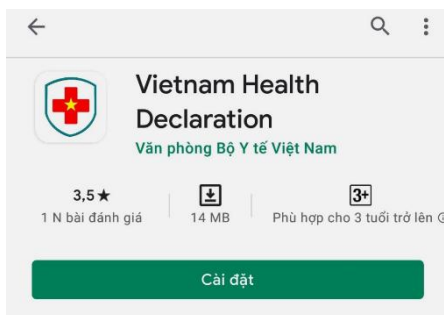 Vietnam Health
Declaration
Văn phòng Bộ Y tế Việt Nam
3,5★
1 N bài đánh giá
14 MB
3+
Phù hợp cho 3 tuổi trở lên
Cài đặt